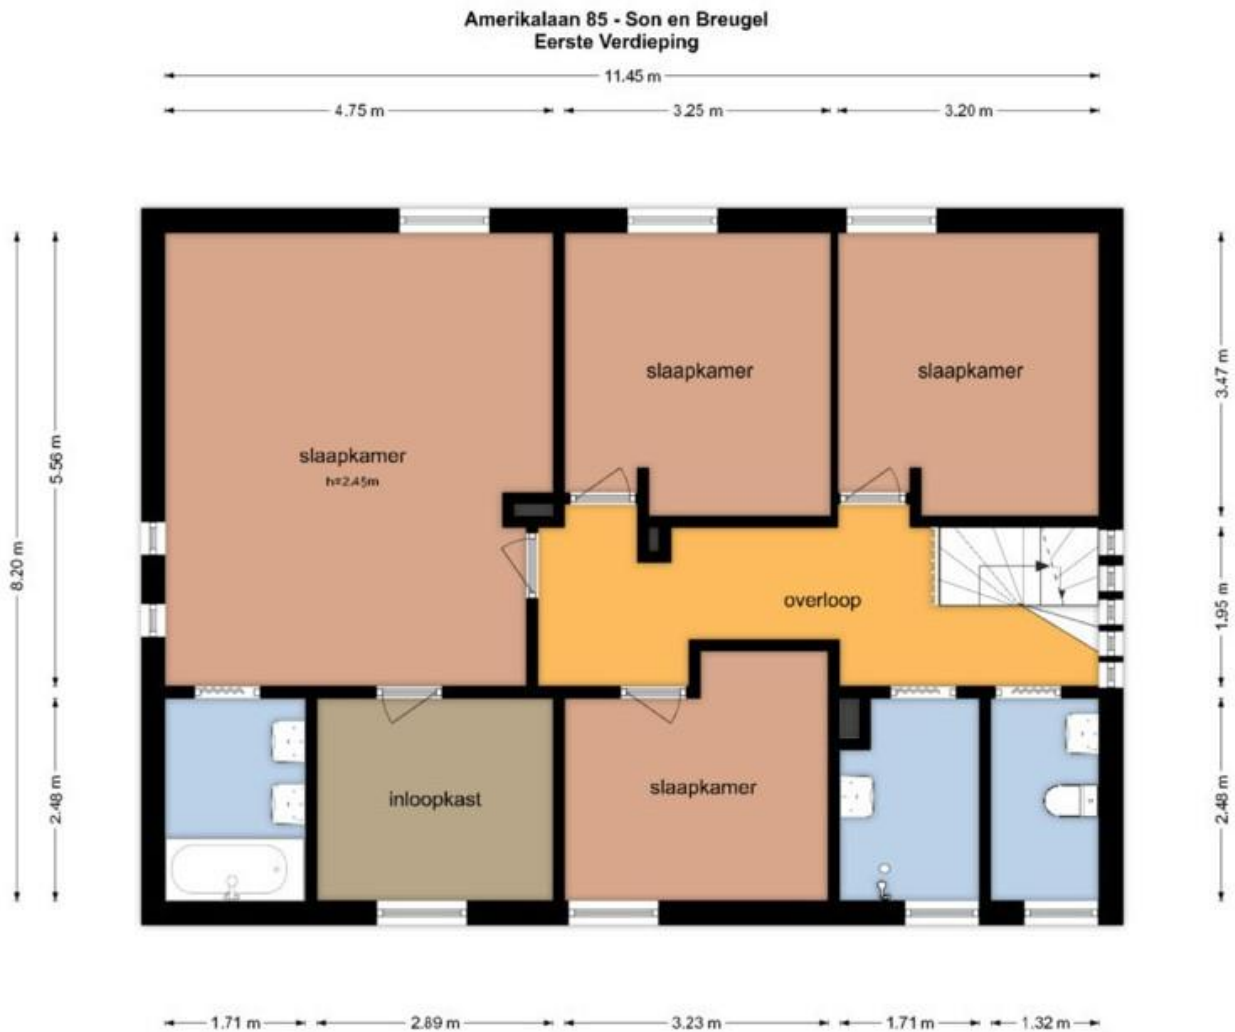 Amerikalaan 85 - Son en Breugel
Eerste Verdieping
11.45 m
4.75 m 3.25 m 3.20 m
slaapkamer
slaapkamer
3.47 m
slaapkamer
h=2.45m
5.56 m
8.20 m
overloop
1.95 m
inloopkast
slaapkamer
2.48 m
2.48 m
1.71 m 2.89 m 3.23 m 1.71 m 1.32 m